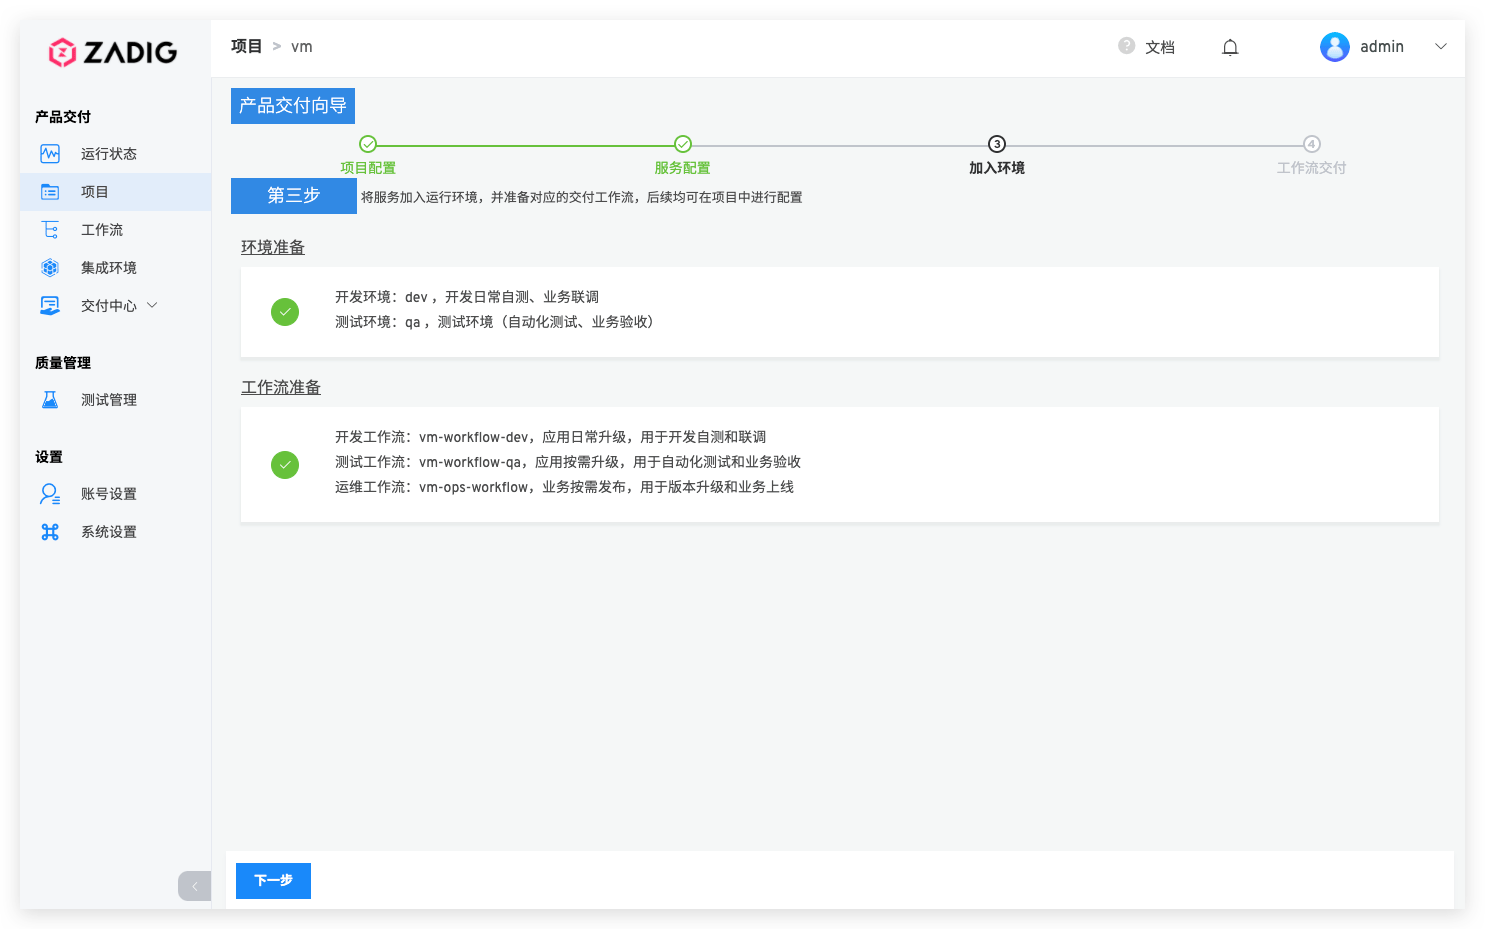 ZADIG
项目 > vm
? 文档
admin
产品交付
运行状态
项目
工作流
集成环境
交付中心
质量管理
测试管理
设置
账号设置
系统设置
产品交付向导
3
4
项目配置
服务配置
加入环境
工作流交付
第三步 将服务加入运行环境，并准备对应的交付工作流，后续均可在项目中进行配置
环境准备
开发环境：dev ，开发日常自测、业务联调
测试环境：qa ，测试环境（自动化测试、业务验收）
工作流准备
开发工作流：vm-workflow-dev，应用日常升级，用于开发自测和联调
测试工作流：vm-workflow-qa，应用按需升级，用于自动化测试和业务验收
运维工作流：vm-ops-workflow，业务按需发布，用于版本升级和业务上线
下一步